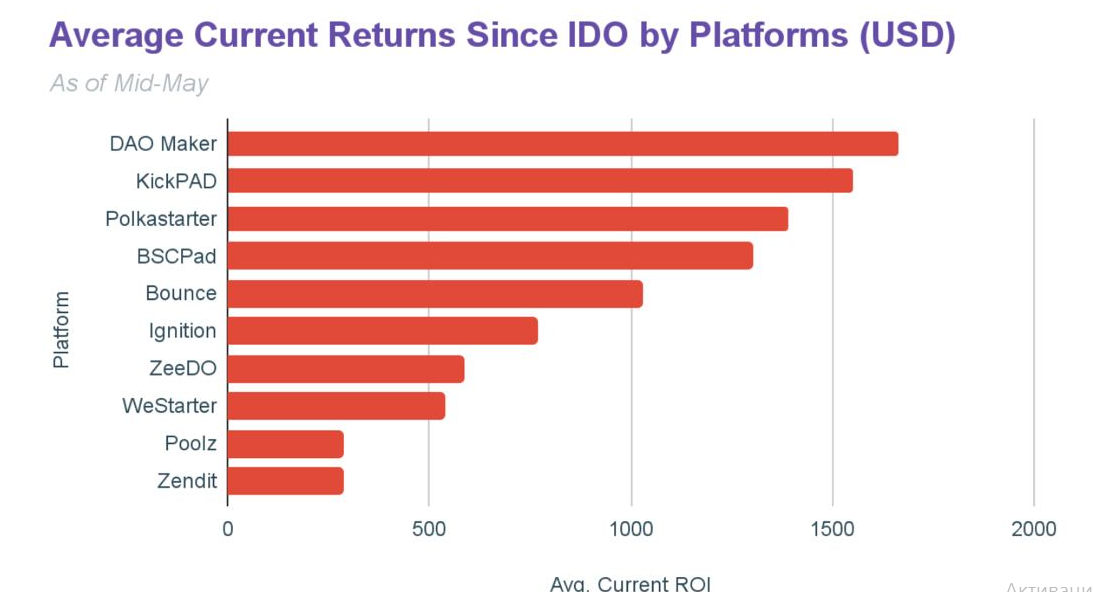 Average Current Returns Since IDO by Platforms (USD)
As of Mid-May
Platform
DAO Maker
KickPAD
Polkastarter
BSCPad
Bounce
Ignition
ZeeDO
WeStarter
Poolz
Zendit
0 500 1000 1500 2000
Avg. Current ROI
Активаци